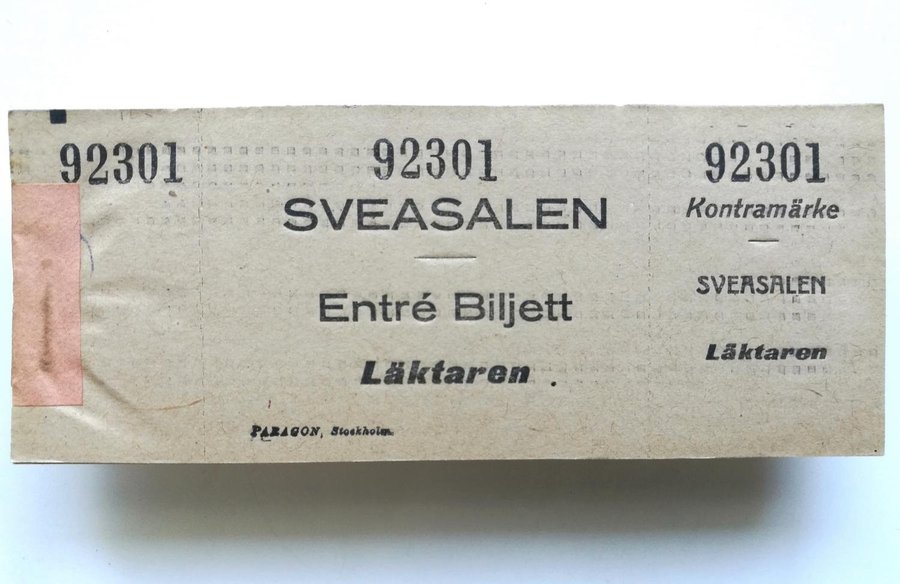 92301
92301
SVEASALEN
Entré Biljett
Läktaren
PARAGON, Stockholm
92301
Kontramärke
SVEASALEN
Läktaren